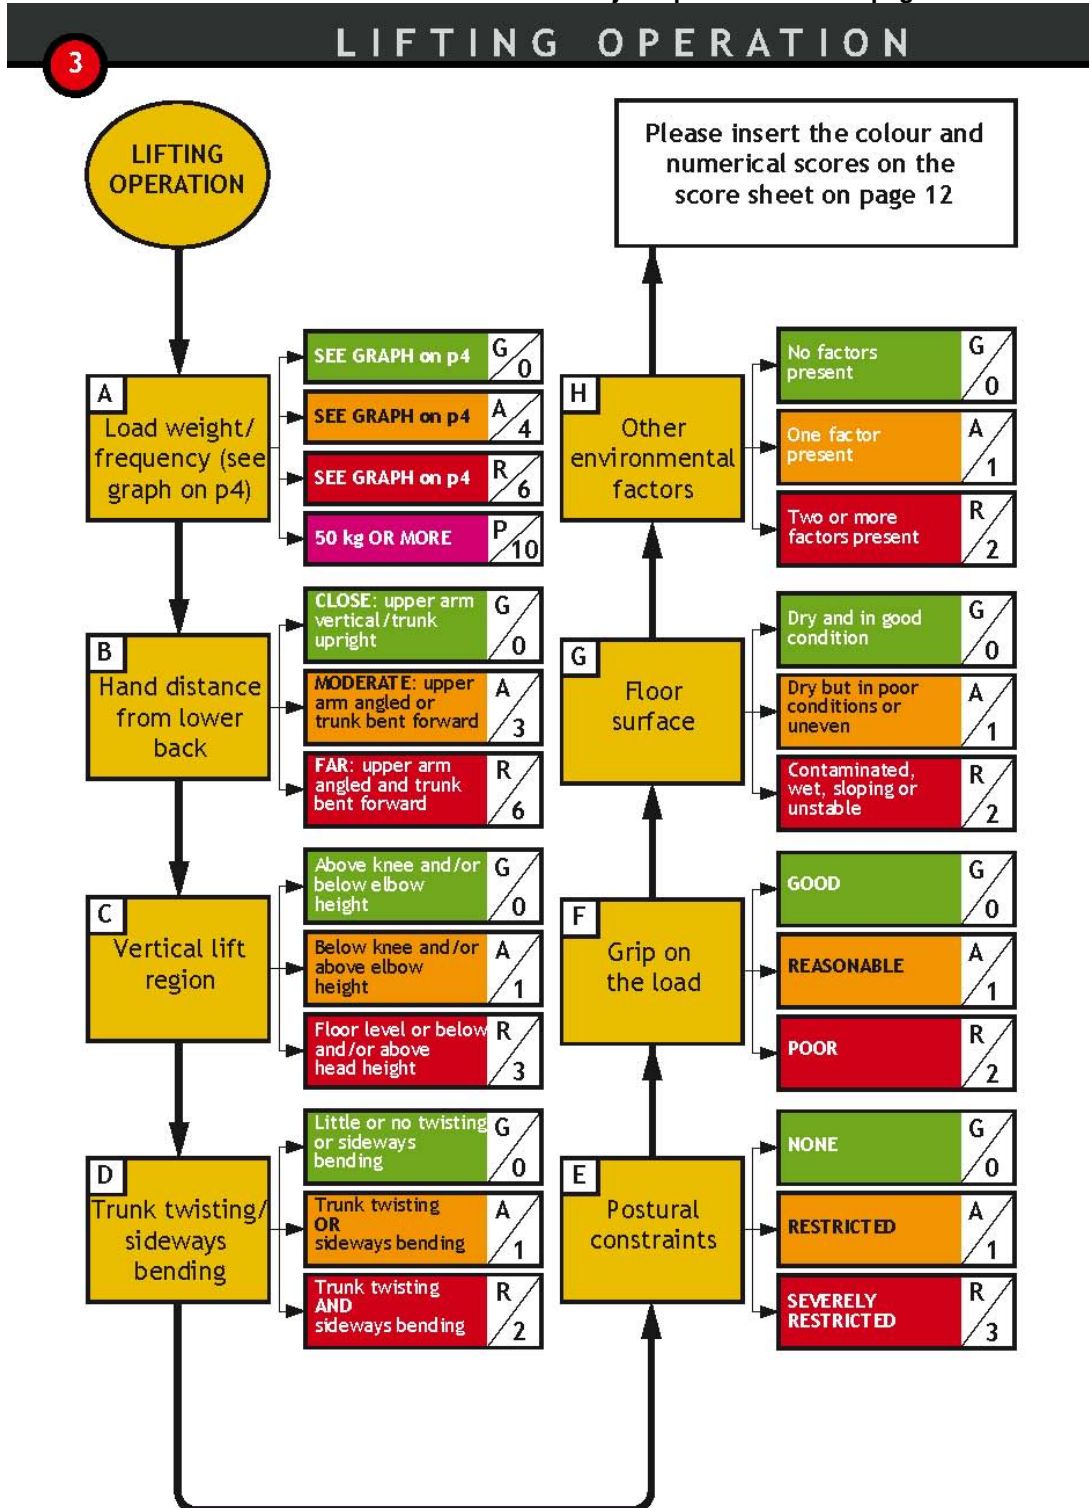 LIFTING OPERATION
3
LIFTING
OPERATION
A
Load weight/
frequency (see
graph on p4)
SEE GRAPH on p4 G/0
SEE GRAPH on p4 A/4
SEE GRAPH on p4 R/6
50 kg OR MORE P/10
B
Hand distance
from lower
back
CLOSE: upper arm
vertical/trunk
upright
G/0
MODERATE: upper
arm angled or
trunk bent forward
A/3
FAR: upper arm
angled and trunk
bent forward
R/6
C
Vertical lift
region
Above knee and/or
below elbow
height
G/0
Below knee and/or
above elbow
height
A/1
Floor level or below
and/or above
head height
R/3
D
Trunk twisting/
sideways
bending
Little or no twisting
or sideways
bending
G/0
Trunk twisting
OR
sideways bending
A/1
Trunk twisting
AND
sideways bending
R/2
E
Postural
constraints
NONE G/0
RESTRICTED A/1
SEVERELY
RESTRICTED
R/3
F
Grip on
the load
GOOD G/0
REASONABLE A/1
POOR R/2
G
Floor
surface
Dry and in good
condition
G/0
Dry but in poor
conditions or
uneven
A/1
Contaminated,
wet, sloping or
unstable
R/2
H
Other
environmental
factors
No factors
present
G/0
One factor
present
A/1
Two or more
factors present
R/2
Please insert the colour and
numerical scores on the
score sheet on page 12